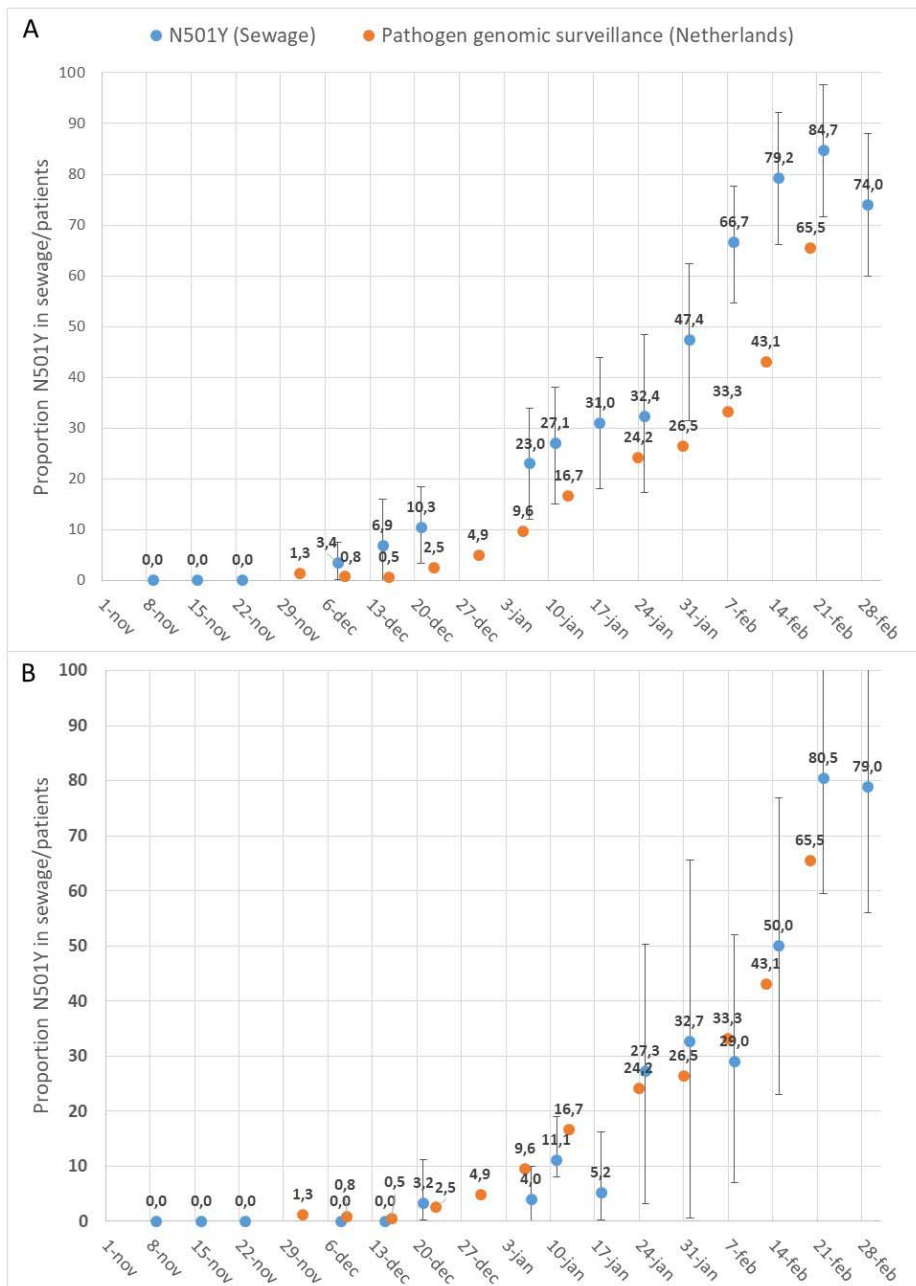 A
N501Y (Sewage) Pathogen genomic surveillance (Netherlands)
Proportion N501Y in sewage/patients
100
90
80
70
60
50
40
30
20
10
0
0,0 0,0 0,0 1,3 3,4 0,8 6,9 0,5 10,3 2,5 4,9 9,6 23,0 27,1 16,7 31,0 24,2 32,4 26,5 47,4 33,3 66,7 43,1 79,2 65,5 84,7 74,0
1-nov 8-nov 15-nov 22-nov 29-nov 6-dec 13-dec 20-dec 27-dec 3-jan 10-jan 17-jan 24-jan 31-jan 7-feb 14-feb 21-feb 28-feb
B
Proportion N501Y in sewage/patients
100
90
80
70
60
50
40
30
20
10
0
0,0 0,0 0,0 1,3 0,0 0,8 0,0 0,5 3,2 2,5 4,9 9,6 4,0 11,1 16,7 5,2 24,2 27,3 26,5 32,7 33,3 29,0 43,1 50,0 65,5 80,5 79,0
1-nov 8-nov 15-nov 22-nov 29-nov 6-dec 13-dec 20-dec 27-dec 3-jan 10-jan 17-jan 24-jan 31-jan 7-feb 14-feb 21-feb 28-feb